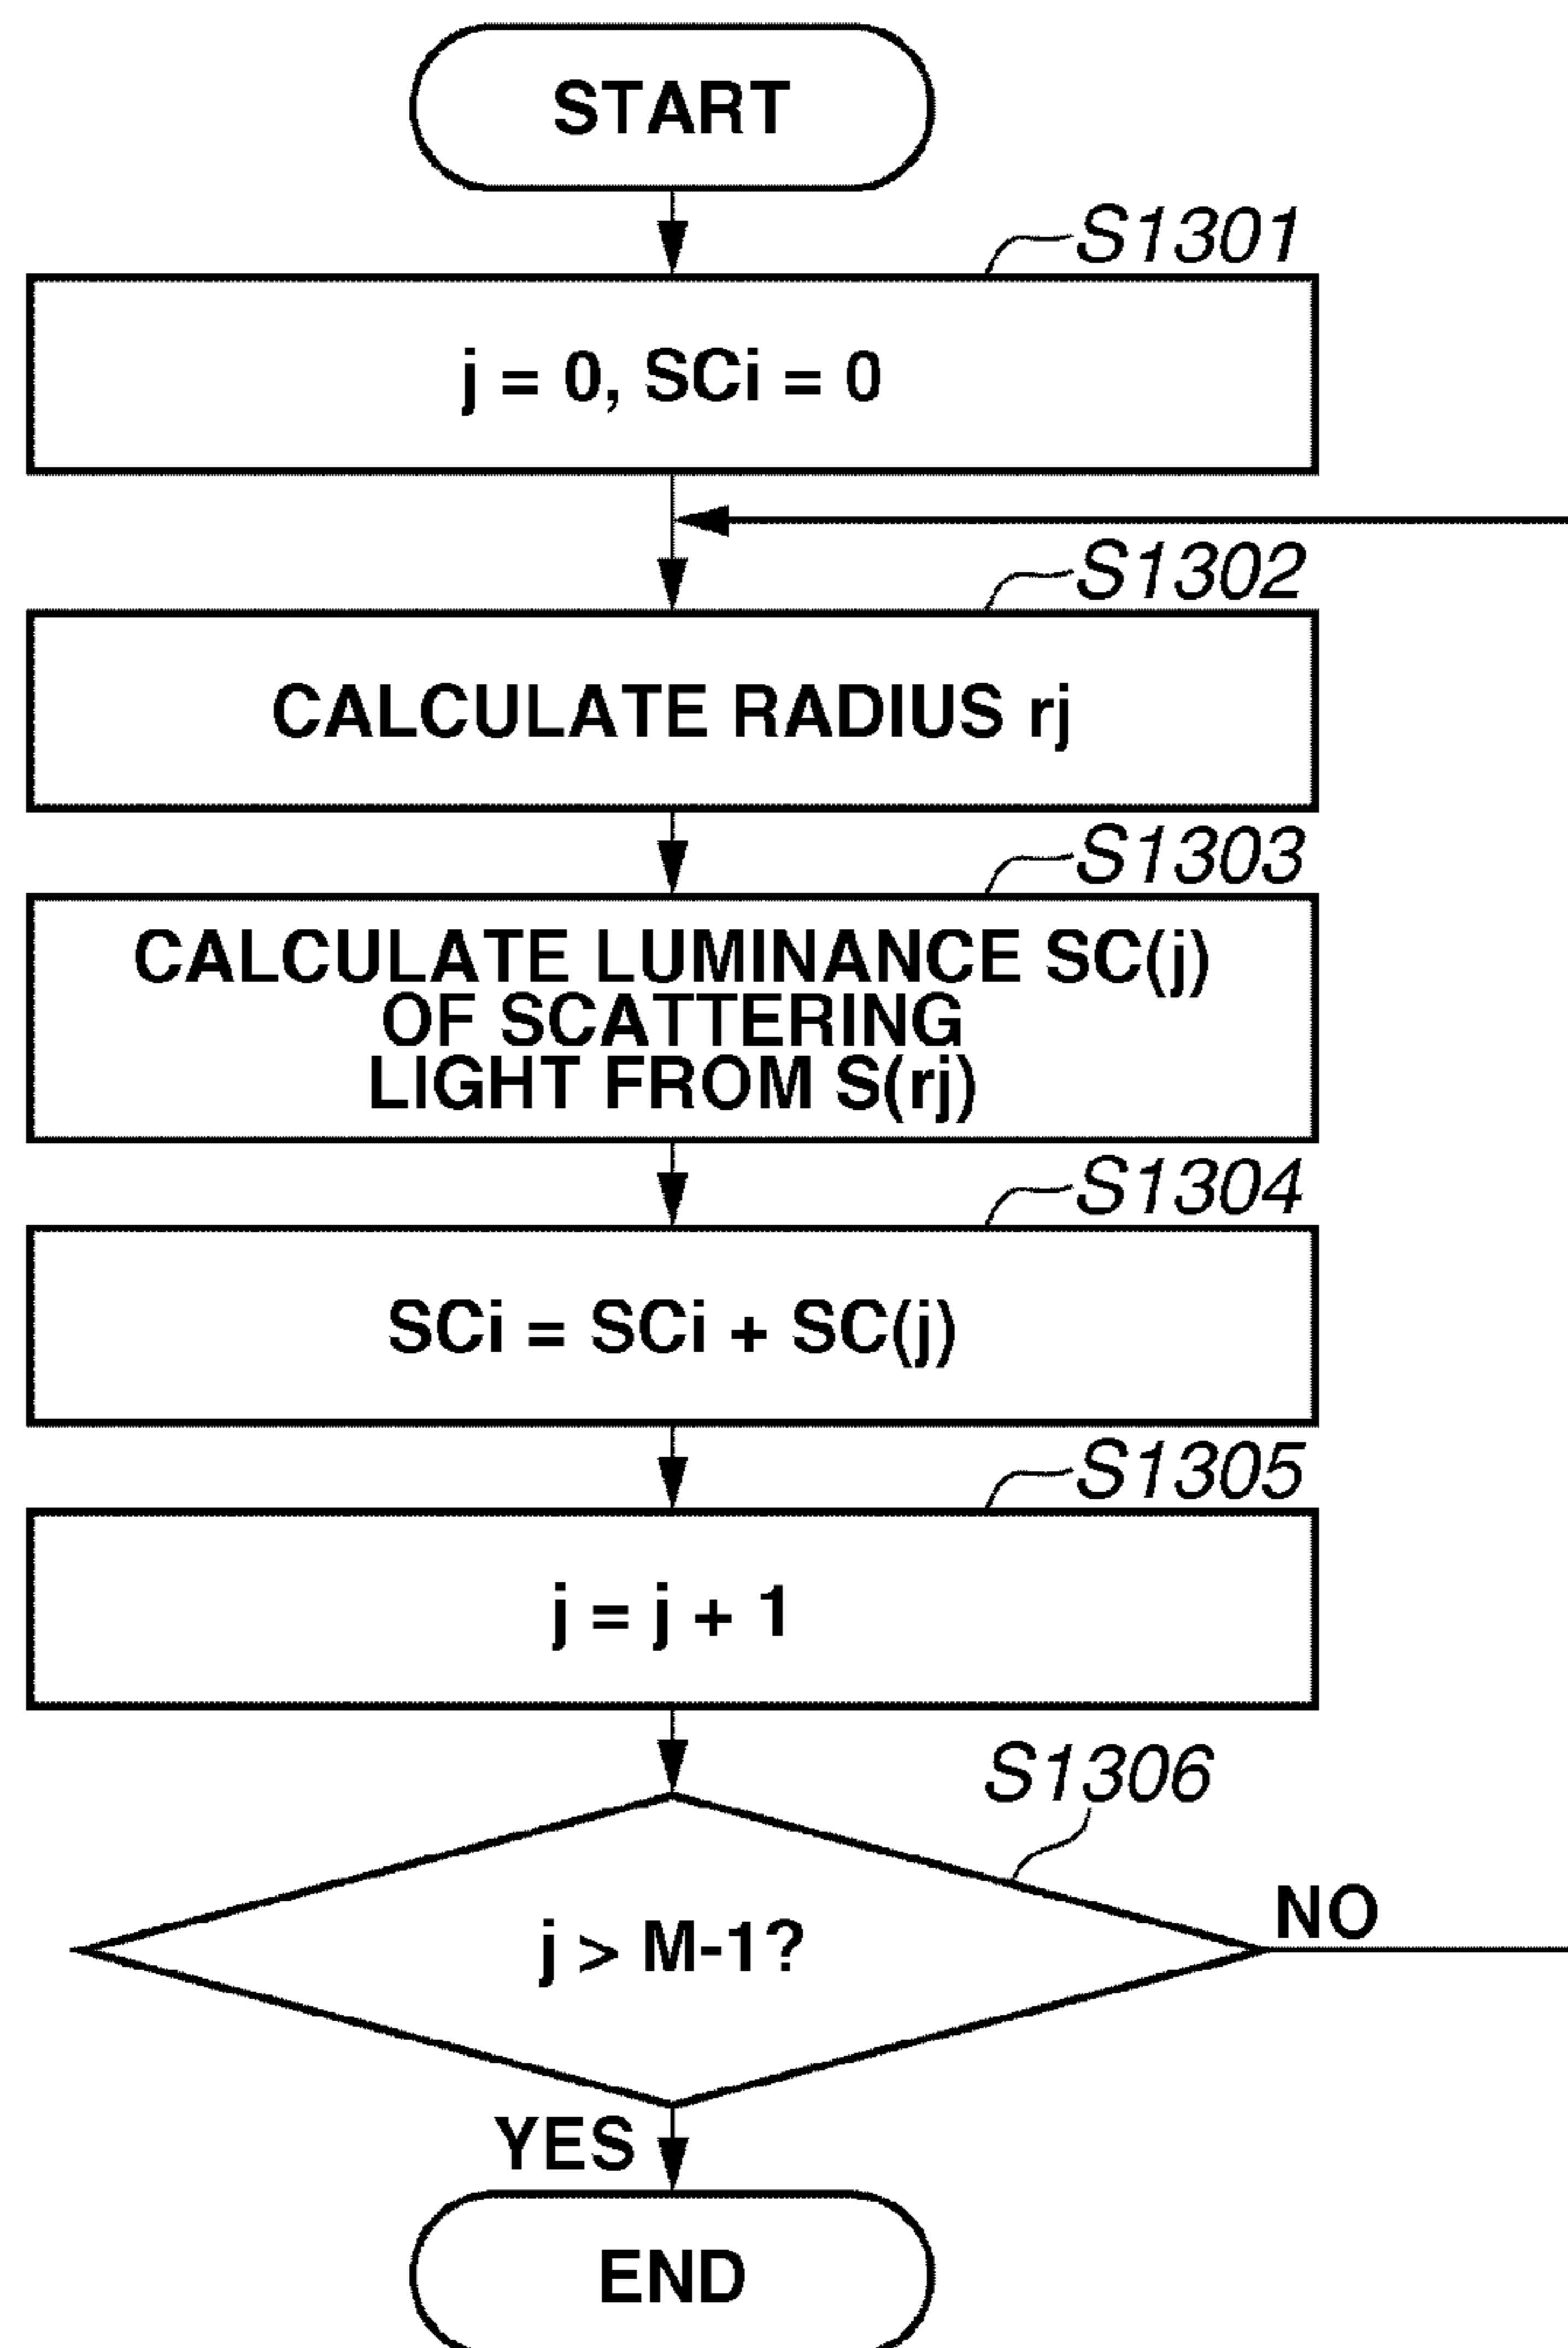 START
S1301
j = 0, SCi = 0
S1302
CALCULATE RADIUS rj
S1303
CALCULATE LUMINANCE SC(j)
OF SCATTERING
LIGHT FROM S(rj)
S1304
SCi = SCi + SC(j)
S1305
j = j + 1
S1306
j > M-1?
NO
YES
END